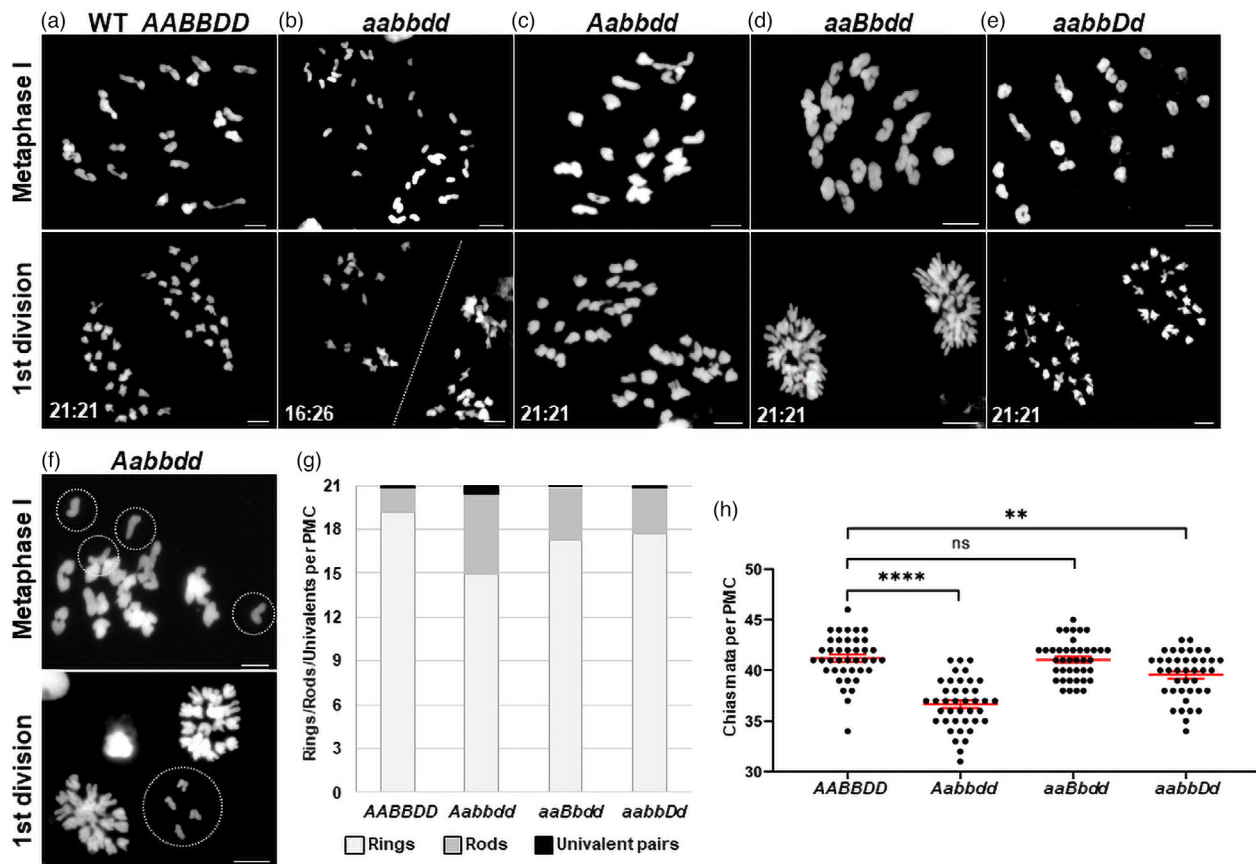 (a) WT AABBDD (b) aabbdd (c) Aabbdd (d) aaBbdd (e) aabbDd
Metaphase I
1st division
21:21 16:26 21:21 21:21 21:21
(f) Aabbdd
Metaphase I
1st division
(g)
Rings/Rods/Univalents per PMC
21
18
15
12
9
6
3
0
AABBDD Aabbdd aaBbdd aabbDd
Rings Rods Univalent pairs
(h)
**
ns
****
Chiasmata per PMC
50
45
40
35
30
AABBDD Aabbdd aaBbdd aabbDd